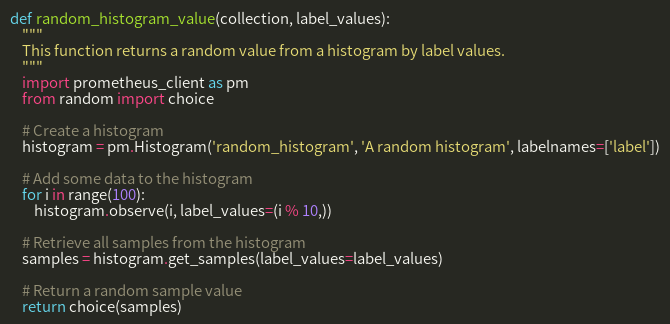 def random_histogram_value(collection, label_values):
    """
    This function returns a random value from a histogram by label values.
    """
    import prometheus_client as pm
    from random import choice

    # Create a histogram
    histogram = pm.Histogram('random_histogram', 'A random histogram', labelnames=['label'])

    # Add some data to the histogram
    for i in range(100):
        histogram.observe(i, label_values=(i % 10,))

    # Retrieve all samples from the histogram
    samples = histogram.get_samples(label_values=label_values)

    # Return a random sample value
    return choice(samples)